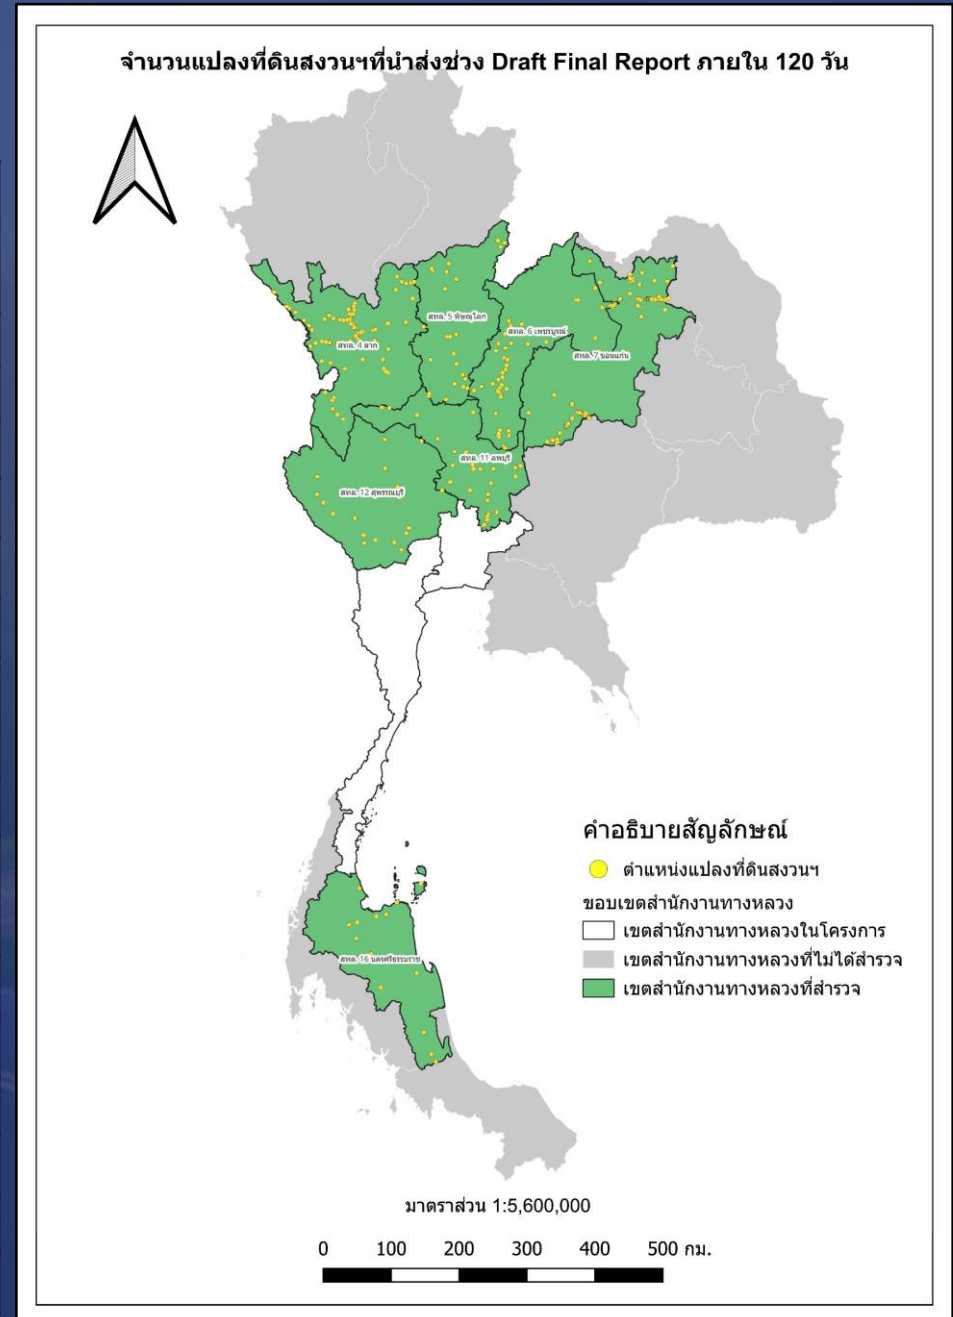 จำนวนแปลงที่ดินสงวนฯที่นำส่งช่วง Draft Final Report ภายใน 120 วัน
สทล. 5 พิษณุโลก
สทล. 6 เพชรบูรณ์
สทล. 4 ตาก
สทล. 7 ขอนแก่น
สทล. 11 ลพบุรี
สทล. 12 สุพรรณบุรี
คำอธิบายสัญลักษณ์
ตำแหน่งแปลงที่ดินสงวนฯ
ขอบเขตสำนักงานทางหลวง
เขตสำนักงานทางหลวงในโครงการ
เขตสำนักงานทางหลวงที่ไม่ได้สำรวจ
เขตสำนักงานทางหลวงที่สำรวจ
สทล. 16 นครศรีธรรมราช
มาตราส่วน 1:5,600,000
0 100 200 300 400 500 กม.